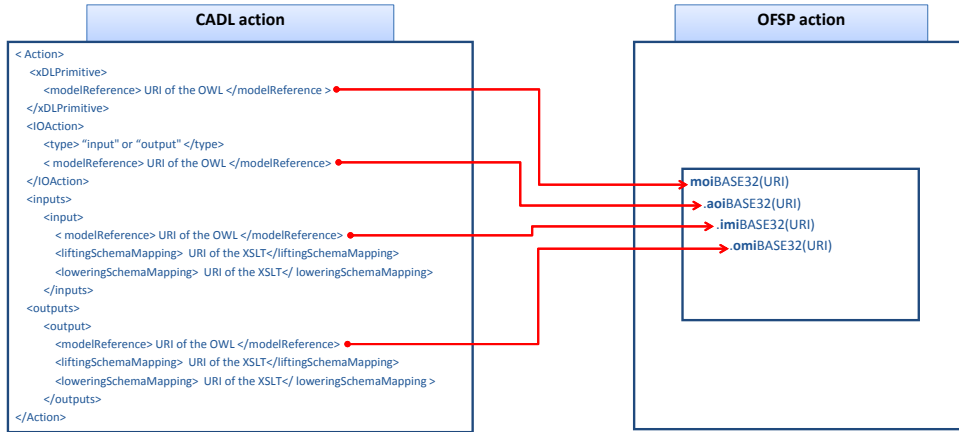 CADL action
< Action>
<xDLPrimitive>
<modelReference> URI of the OWL </modelReference >
</xDLPrimitive>
<IOAction>
<type> "input" or "output" </type>
< modelReference> URI of the OWL </modelReference>
</IOAction>
<inputs>
<input>
< modelReference> URI of the OWL </modelReference>
<liftingSchemaMapping> URI of the XSLT</liftingSchemaMapping>
<loweringSchemaMapping> URI of the XSLT</ loweringSchemaMapping>
</inputs>
<outputs>
<output>
<modelReference> URI of the OWL </modelReference>
<liftingSchemaMapping> URI of the XSLT</liftingSchemaMapping>
<loweringSchemaMapping> URI of the XSLT</ loweringSchemaMapping >
</outputs>
</Action>
OFSP action
moiBASE32(URI)
.aoiBASE32(URI)
.imiBASE32(URI)
.omiBASE32(URI)